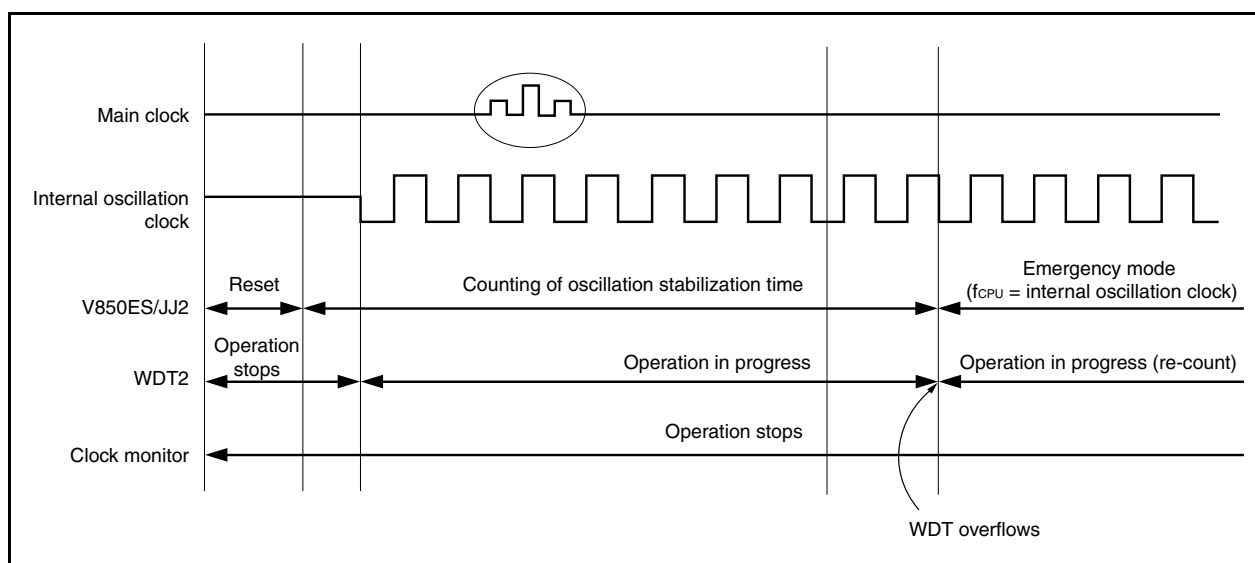 Main clock
Internal oscillation
clock
V850ES/JJ2
Reset
Counting of oscillation stabilization time
Emergency mode
(fCPU = internal oscillation clock)
WDT2
Operation
stops
Operation in progress
Operation in progress (re-count)
Clock monitor
Operation stops
WDT overflows